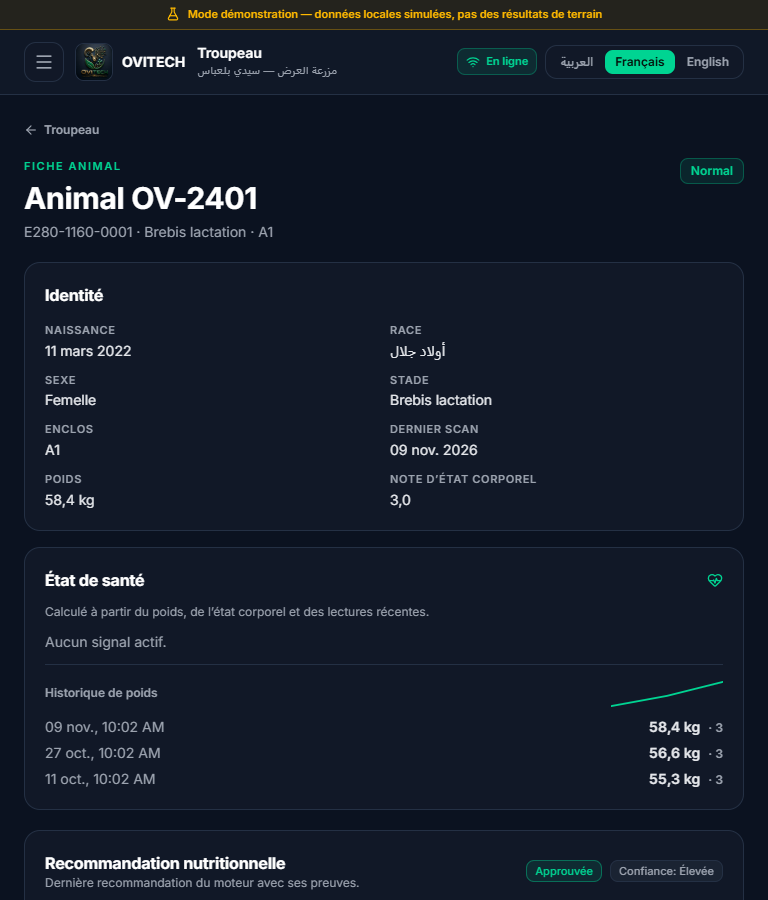 Mode démonstration — données locales simulées, pas des résultats de terrain
OVITECH
Troupeau
مزرعة العرض — سيدي بلعباس
En ligne
العربية
Français
English
← Troupeau
FICHE ANIMAL
Animal OV-2401
Normal
E280-1160-0001 · Brebis lactation · A1
Identité
NAISSANCE
RACE
11 mars 2022
أولاد جلال
SEXE
STADE
Femelle
Brebis lactation
ENCLOS
DERNIER SCAN
A1
09 nov. 2026
POIDS
NOTE D’ÉTAT CORPOREL
58,4 kg
3,0
État de santé
Calculé à partir du poids, de l’état corporel et des lectures récentes.
Aucun signal actif.
Historique de poids
09 nov., 10:02 AM
58,4 kg · 3
27 oct., 10:02 AM
56,6 kg · 3
11 oct., 10:02 AM
55,3 kg · 3
Recommandation nutritionnelle
Approuvée
Confiance: Élevée
Dernière recommandation du moteur avec ses preuves.